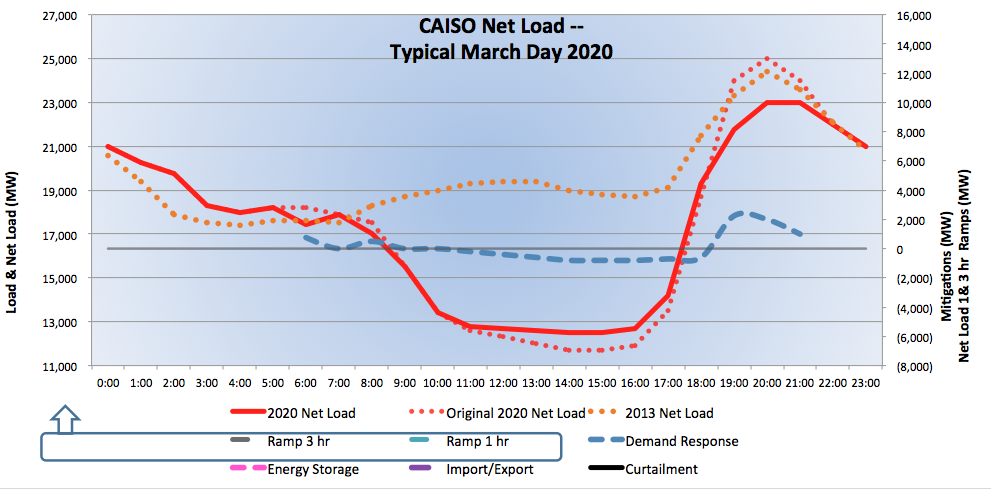 CAISO Net Load --
Typical March Day 2020
27,000
25,000
23,000
21,000
19,000
17,000
15,000
13,000
11,000
Load & Net Load (MW)
16,000
14,000
12,000
10,000
8,000
6,000
4,000
2,000
0
(2,000)
(4,000)
(6,000)
(8,000)
Mitigations (MW)
Net Load 1& 3 hr Ramps (MW)
0:00 1:00 2:00 3:00 4:00 5:00 6:00 7:00 8:00 9:00 10:00 11:00 12:00 13:00 14:00 15:00 16:00 17:00 18:00 19:00 20:00 21:00 22:00 23:00
2020 Net Load Original 2020 Net Load 2013 Net Load
Ramp 3 hr Ramp 1 hr Demand Response
Energy Storage Import/Export Curtailment